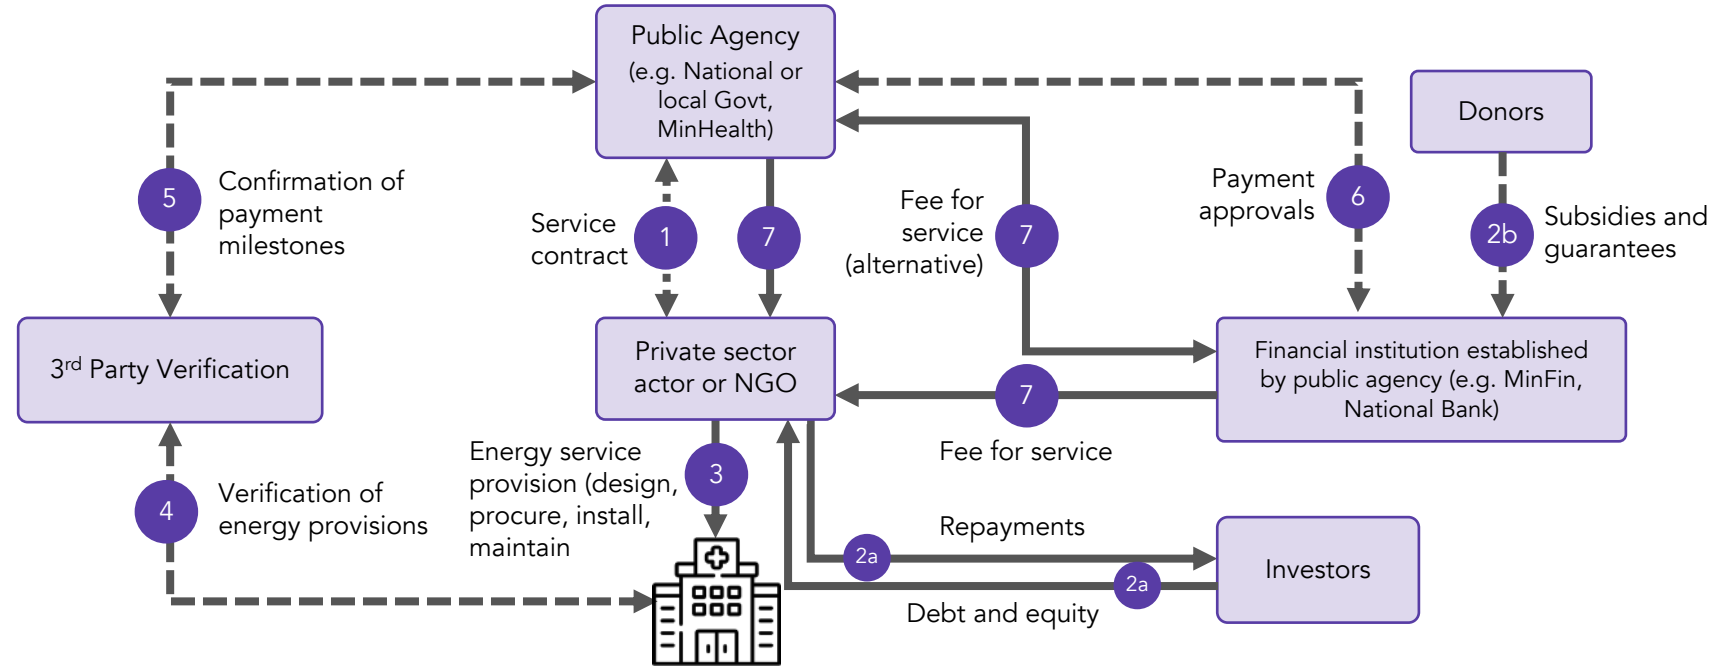 Public Agency
(e.g. National or
local Govt,
MinHealth)
Donors
5
Confirmation of
payment
milestones
Service
contract
1
7
Fee for
service
(alternative)
7
Payment
approvals
6
2b
Subsidies and
guarantees
3rd Party Verification
Private sector
actor or NGO
7
Fee for service
Financial institution established
by public agency (e.g. MinFin,
National Bank)
4
Verification of
energy provisions
Energy service
provision (design,
procure, install,
maintain
3
Repayments
2a
2a
Debt and equity
Investors